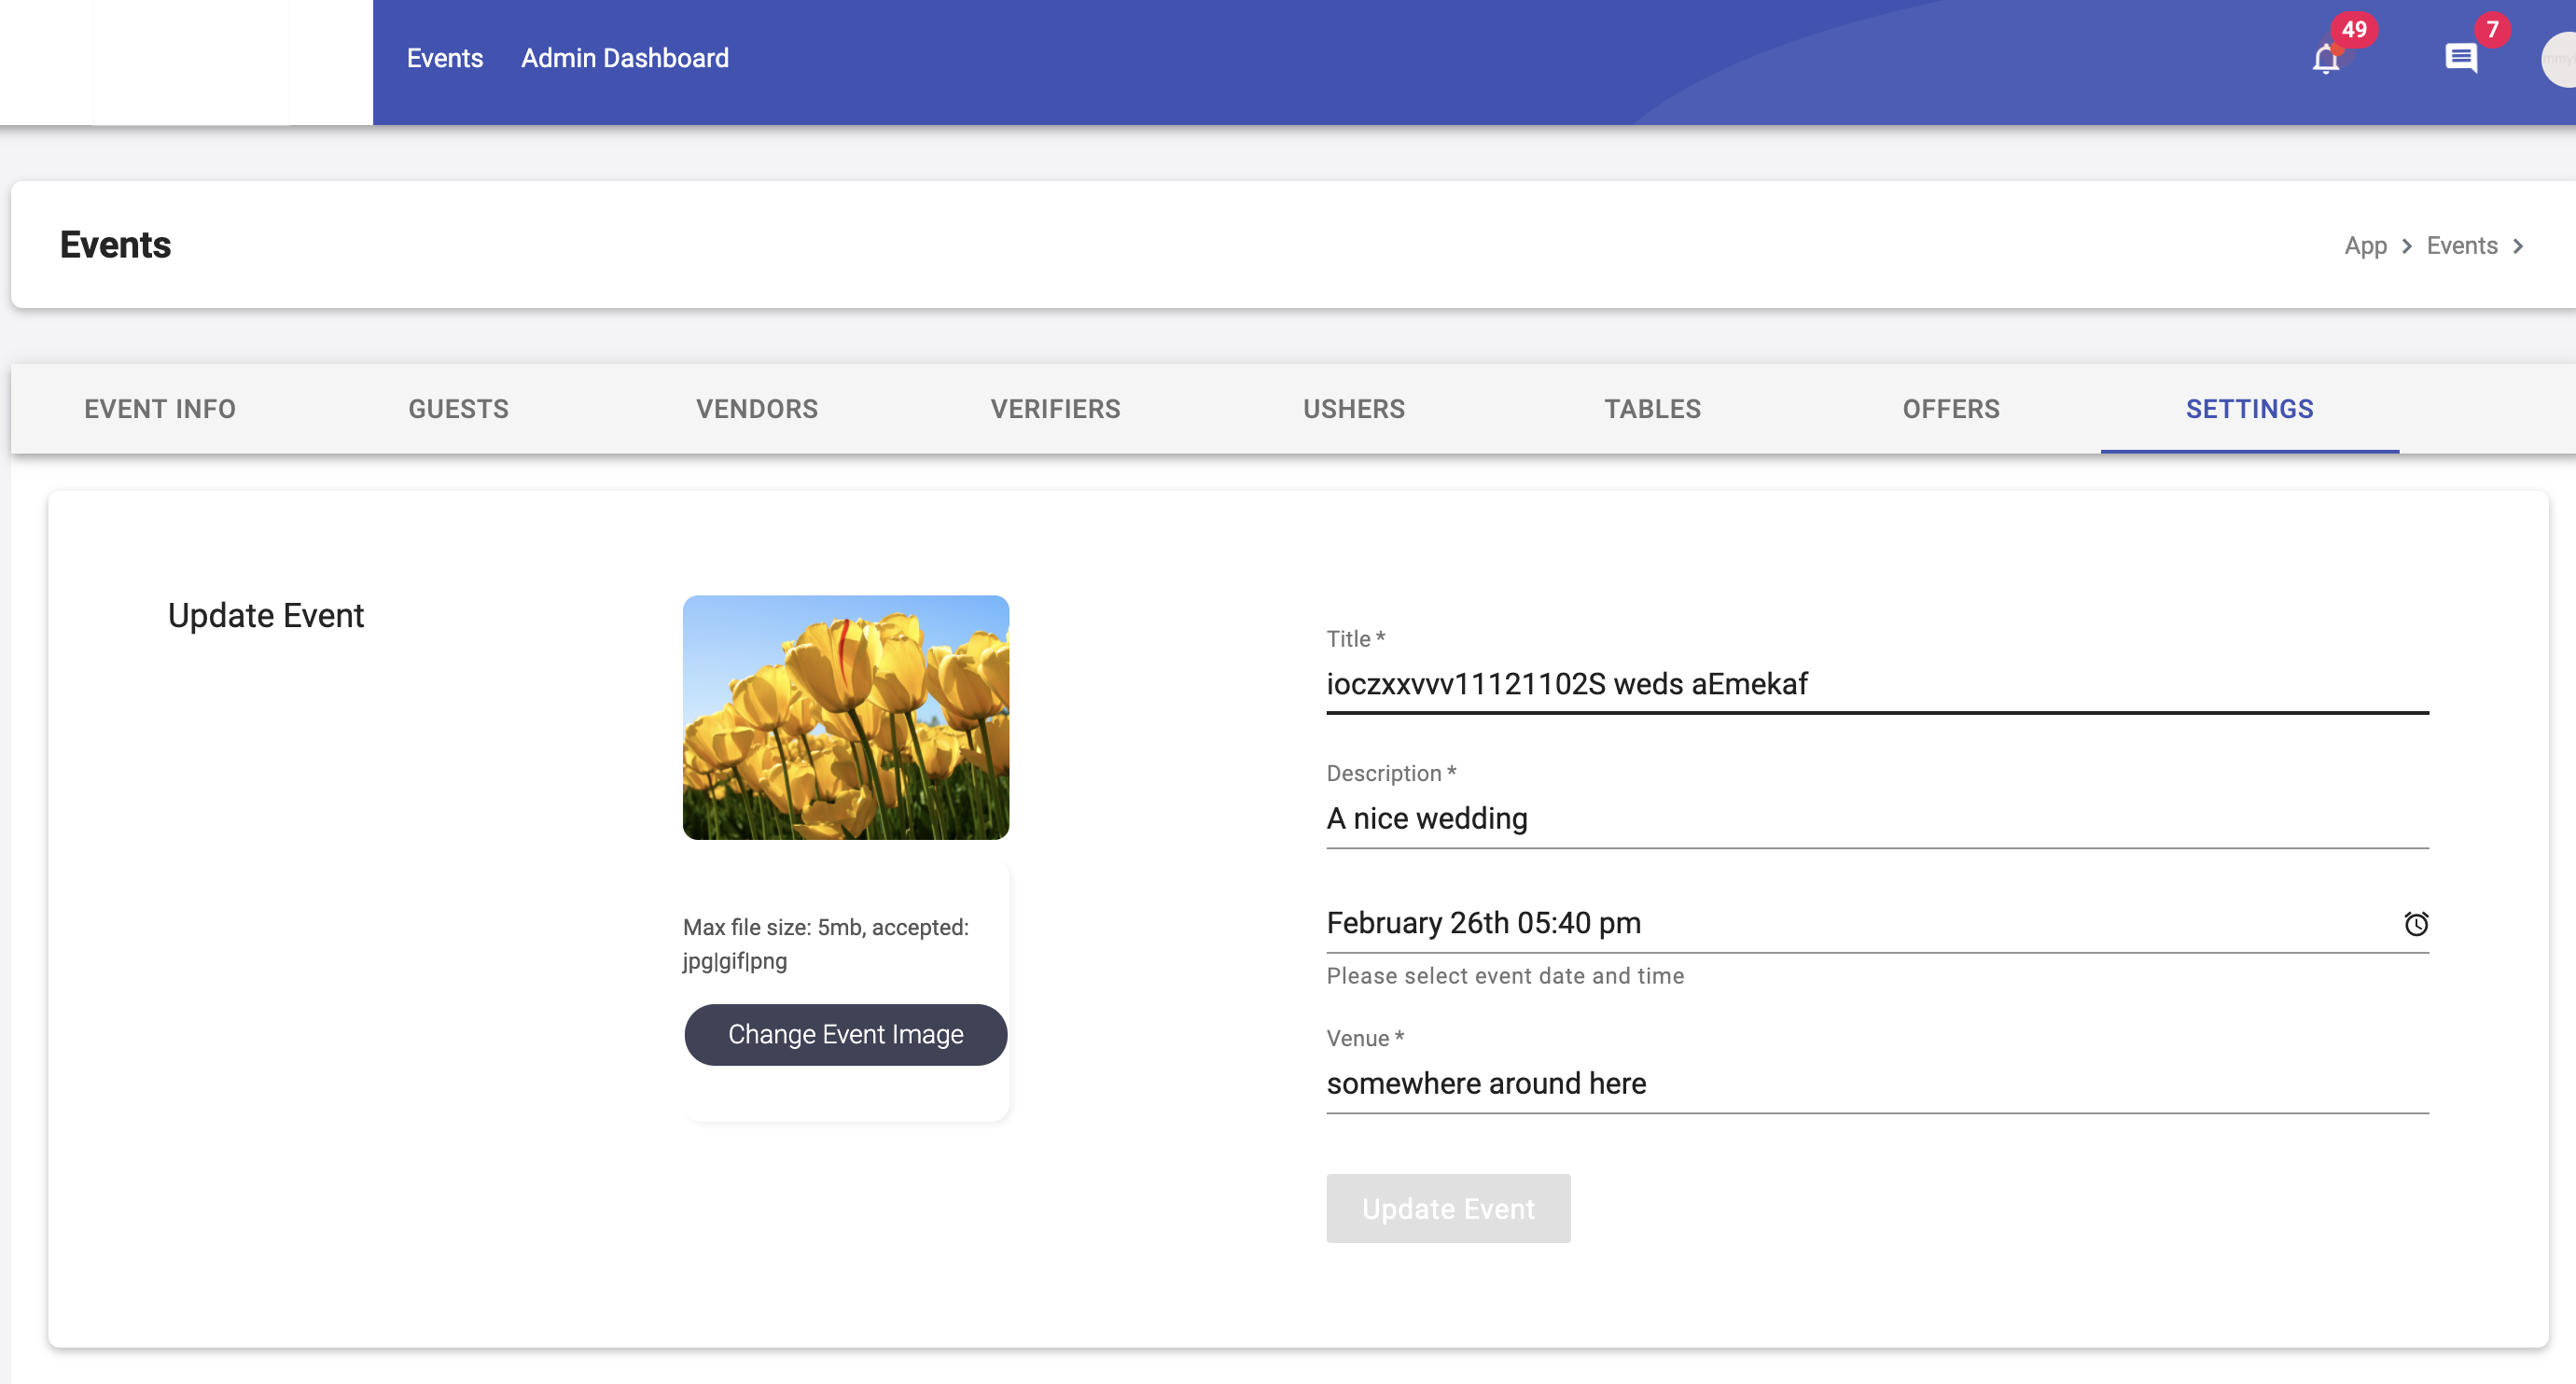 Events Admin Dashboard 49 7
Events
App > Events >
EVENT INFO GUESTS VENDORS VERIFIERS USHERS TABLES OFFERS SETTINGS
Update Event
Max file size: 5mb, accepted:
jpg|gif|png
Change Event Image
Title *
ioczxxvvv11121102S weds aEmekaf
Description *
A nice wedding
February 26th 05:40 pm
Please select event date and time
Venue *
somewhere around here
Update Event